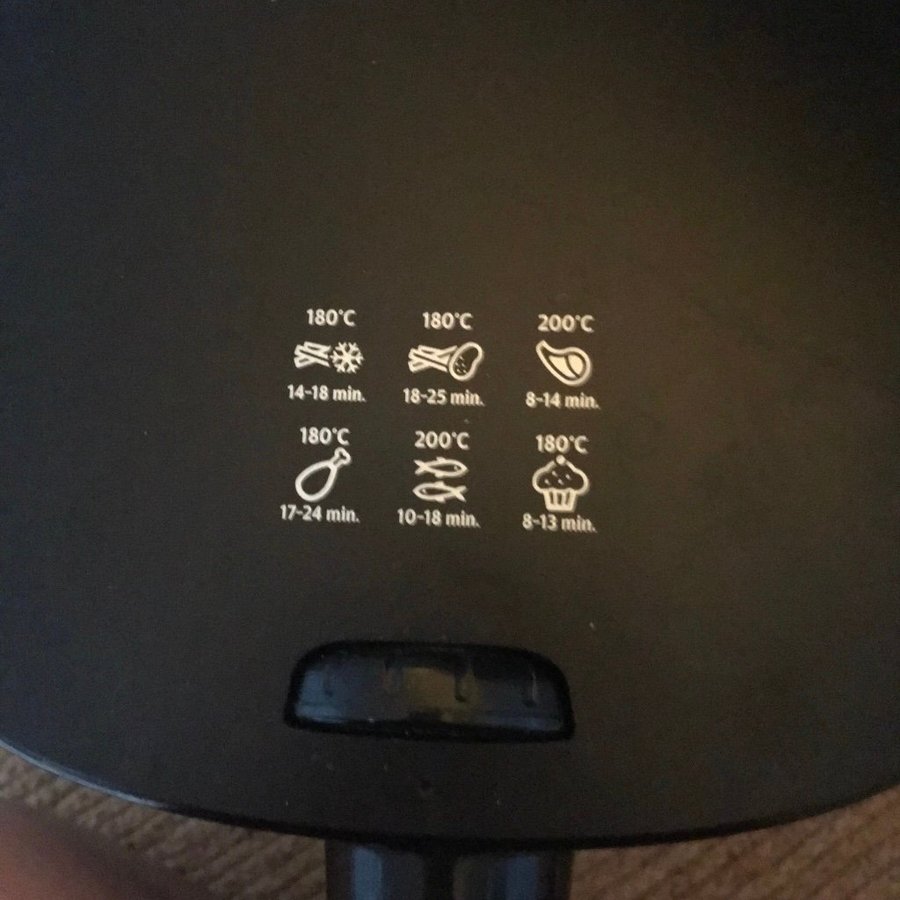 180°C 180°C 200°C
14-18 min. 18-25 min. 8-14 min.
180°C 200°C 180°C
17-24 min. 10-18 min. 8-13 min.